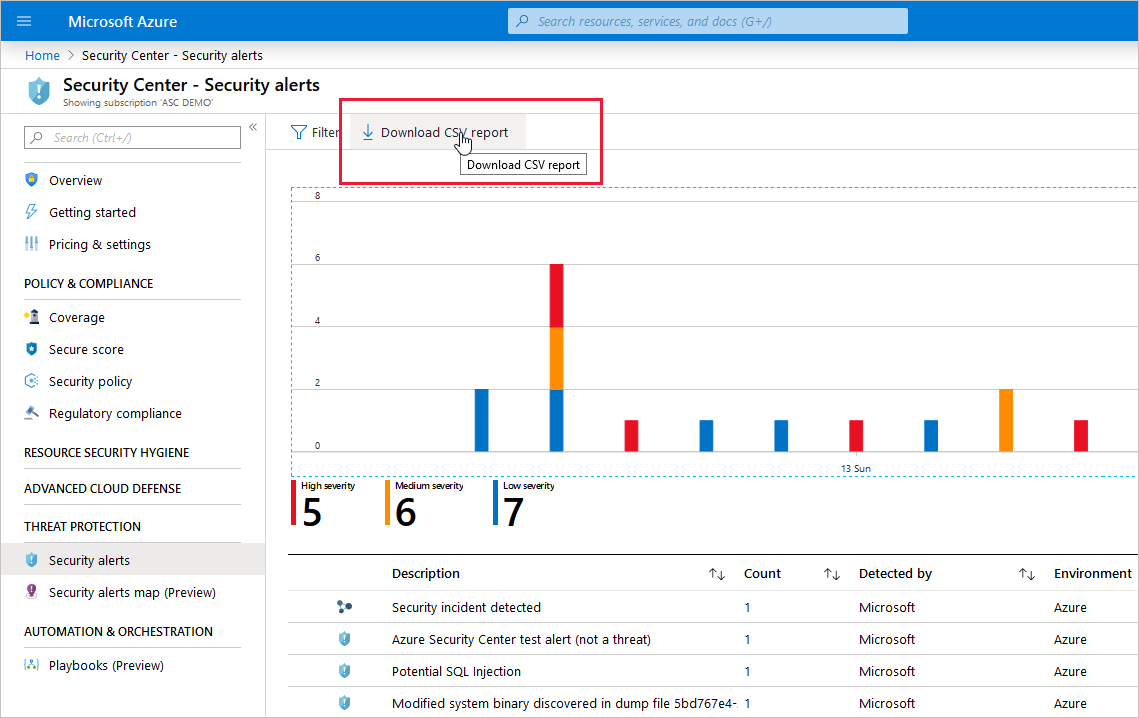 Microsoft Azure
Search resources, services, and docs (G+/)
Home > Security Center - Security alerts
Security Center - Security alerts
Showing subscription 'ASC DEMO'
Search (Ctrl+/)
«
Overview
Getting started
Pricing & settings
POLICY & COMPLIANCE
Coverage
Secure score
Security policy
Regulatory compliance
RESOURCE SECURITY HYGIENE
ADVANCED CLOUD DEFENSE
THREAT PROTECTION
Security alerts
Security alerts map (Preview)
AUTOMATION & ORCHESTRATION
Playbooks (Preview)
Filter
Download CSV report
Download CSV report
8
6
4
2
0
13 Sun
High severity
5
Medium severity
6
Low severity
7
Description Count Detected by Environment
Security incident detected 1 Microsoft Azure
Azure Security Center test alert (not a threat) 1 Microsoft Azure
Potential SQL Injection 1 Microsoft Azure
Modified system binary discovered in dump file 5bd767e4- 1 Microsoft Azure